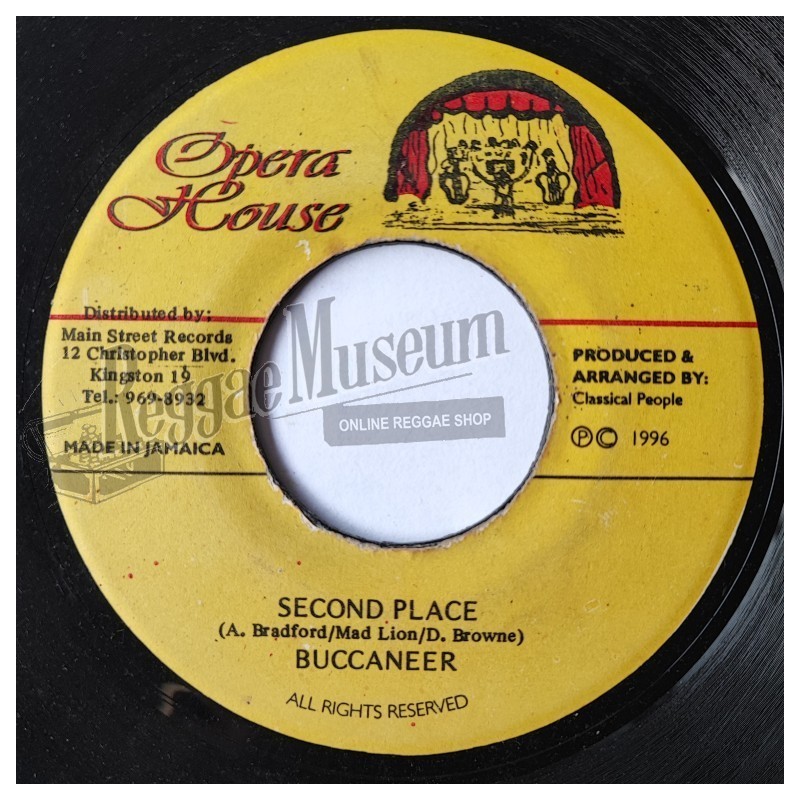 Opera
House
Distributed by:
Main Street Records
12 Christopher Blvd.
Kingston 19
Tel.: 969-8932
MADE IN JAMAICA
Reggae Museum
ONLINE REGGAE SHOP
PRODUCED &
ARRANGED BY:
Classical People
Ⓟ© 1996
SECOND PLACE
(A. Bradford/Mad Lion/D. Browne)
BUCCANEER
ALL RIGHTS RESERVED